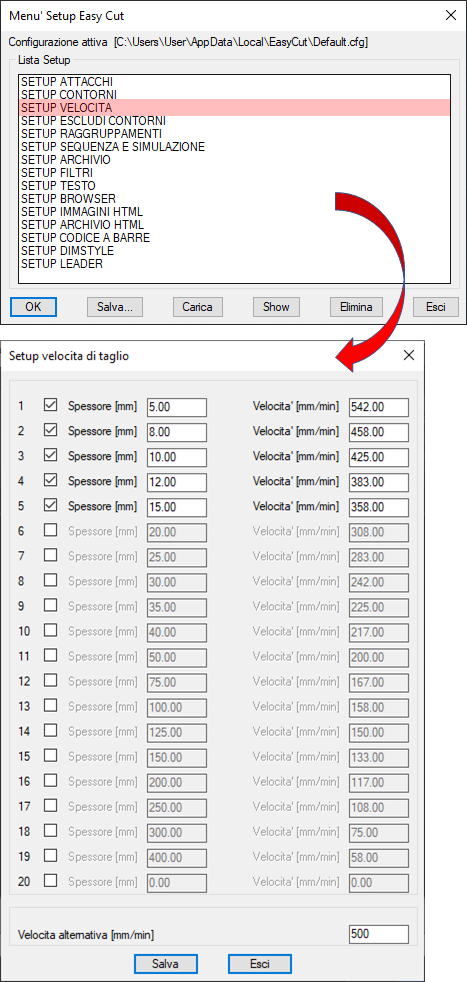 Menu' Setup Easy Cut
Configurazione attiva [C:\Users\User\AppData\Local\EasyCut\Default.cfg]
Lista Setup
SETUP ATTACCHI
SETUP CONTORNI
SETUP VELOCITA
SETUP ESCLUDI CONTORNI
SETUP RAGGRUPPAMENTI
SETUP SEQUENZA E SIMULAZIONE
SETUP ARCHIVIO
SETUP FILTRI
SETUP TESTO
SETUP BROWSER
SETUP IMMAGINI HTML
SETUP ARCHIVIO HTML
SETUP CODICE A BARRE
SETUP DIMSTYLE
SETUP LEADER
OK Salva... Carica Show Elimina Esci
Setup velocita di taglio
1 Spessore [mm] 5.00 Velocita' [mm/min] 542.00
2 Spessore [mm] 8.00 Velocita' [mm/min] 458.00
3 Spessore [mm] 10.00 Velocita' [mm/min] 425.00
4 Spessore [mm] 12.00 Velocita' [mm/min] 383.00
5 Spessore [mm] 15.00 Velocita' [mm/min] 358.00
6 Spessore [mm] 20.00 Velocita' [mm/min] 308.00
7 Spessore [mm] 25.00 Velocita' [mm/min] 283.00
8 Spessore [mm] 30.00 Velocita' [mm/min] 242.00
9 Spessore [mm] 35.00 Velocita' [mm/min] 225.00
10 Spessore [mm] 40.00 Velocita' [mm/min] 217.00
11 Spessore [mm] 50.00 Velocita' [mm/min] 200.00
12 Spessore [mm] 75.00 Velocita' [mm/min] 167.00
13 Spessore [mm] 100.00 Velocita' [mm/min] 158.00
14 Spessore [mm] 125.00 Velocita' [mm/min] 150.00
15 Spessore [mm] 150.00 Velocita' [mm/min] 133.00
16 Spessore [mm] 200.00 Velocita' [mm/min] 117.00
17 Spessore [mm] 250.00 Velocita' [mm/min] 108.00
18 Spessore [mm] 300.00 Velocita' [mm/min] 75.00
19 Spessore [mm] 400.00 Velocita' [mm/min] 58.00
20 Spessore [mm] 0.00 Velocita' [mm/min] 0.00
Velocita alternativa [mm/min] 500
Salva Esci